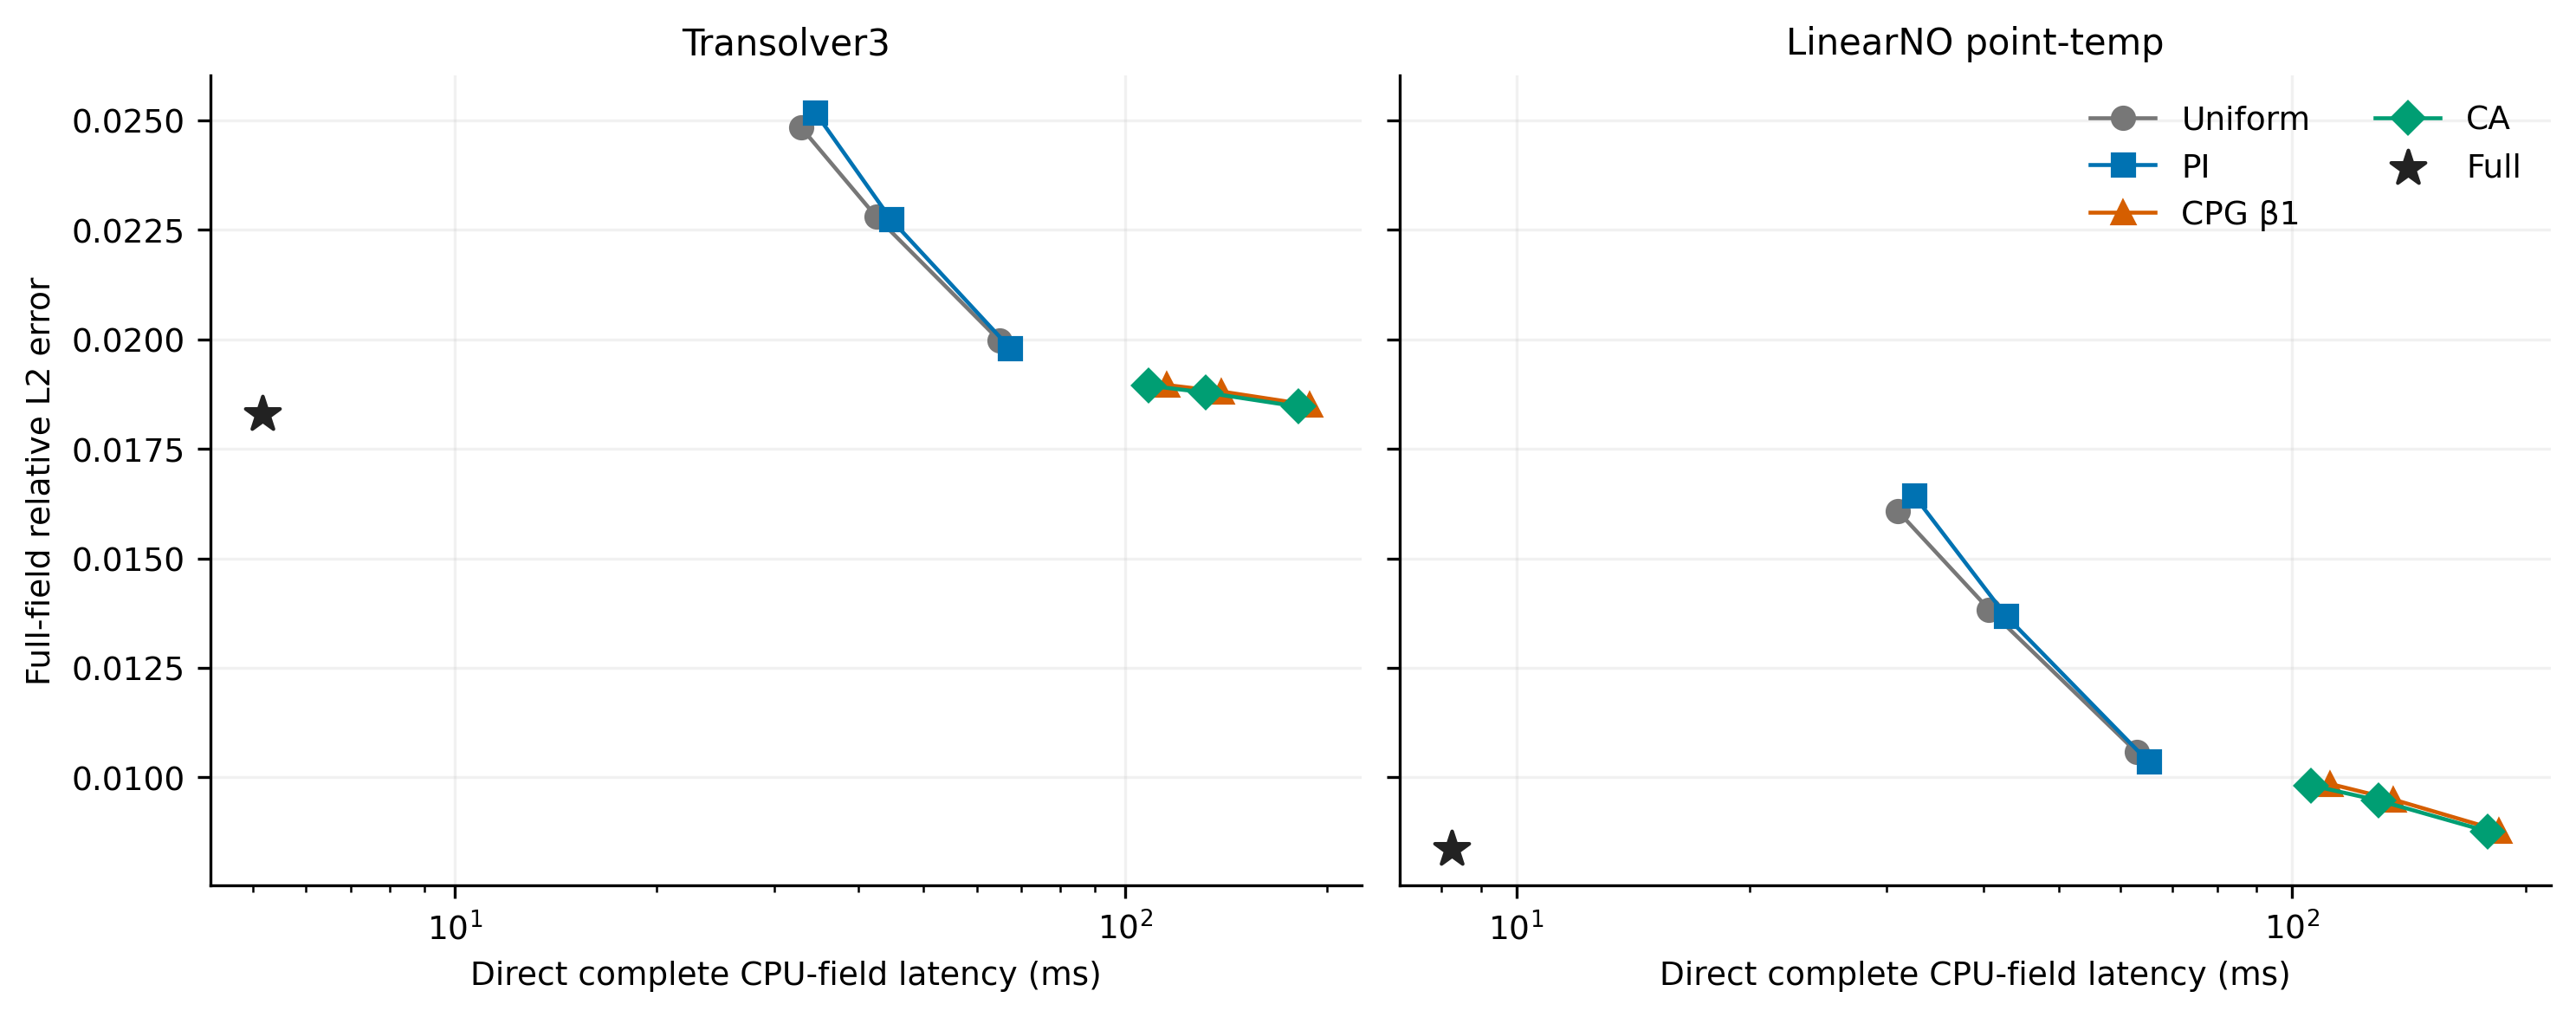 Transolver3
LinearNO point-temp
Full-field relative L2 error
0.0250
0.0225
0.0200
0.0175
0.0150
0.0125
0.0100
10¹
10²
Direct complete CPU-field latency (ms)
Uniform
PI
CPG β1
CA
Full
10¹
10²
Direct complete CPU-field latency (ms)